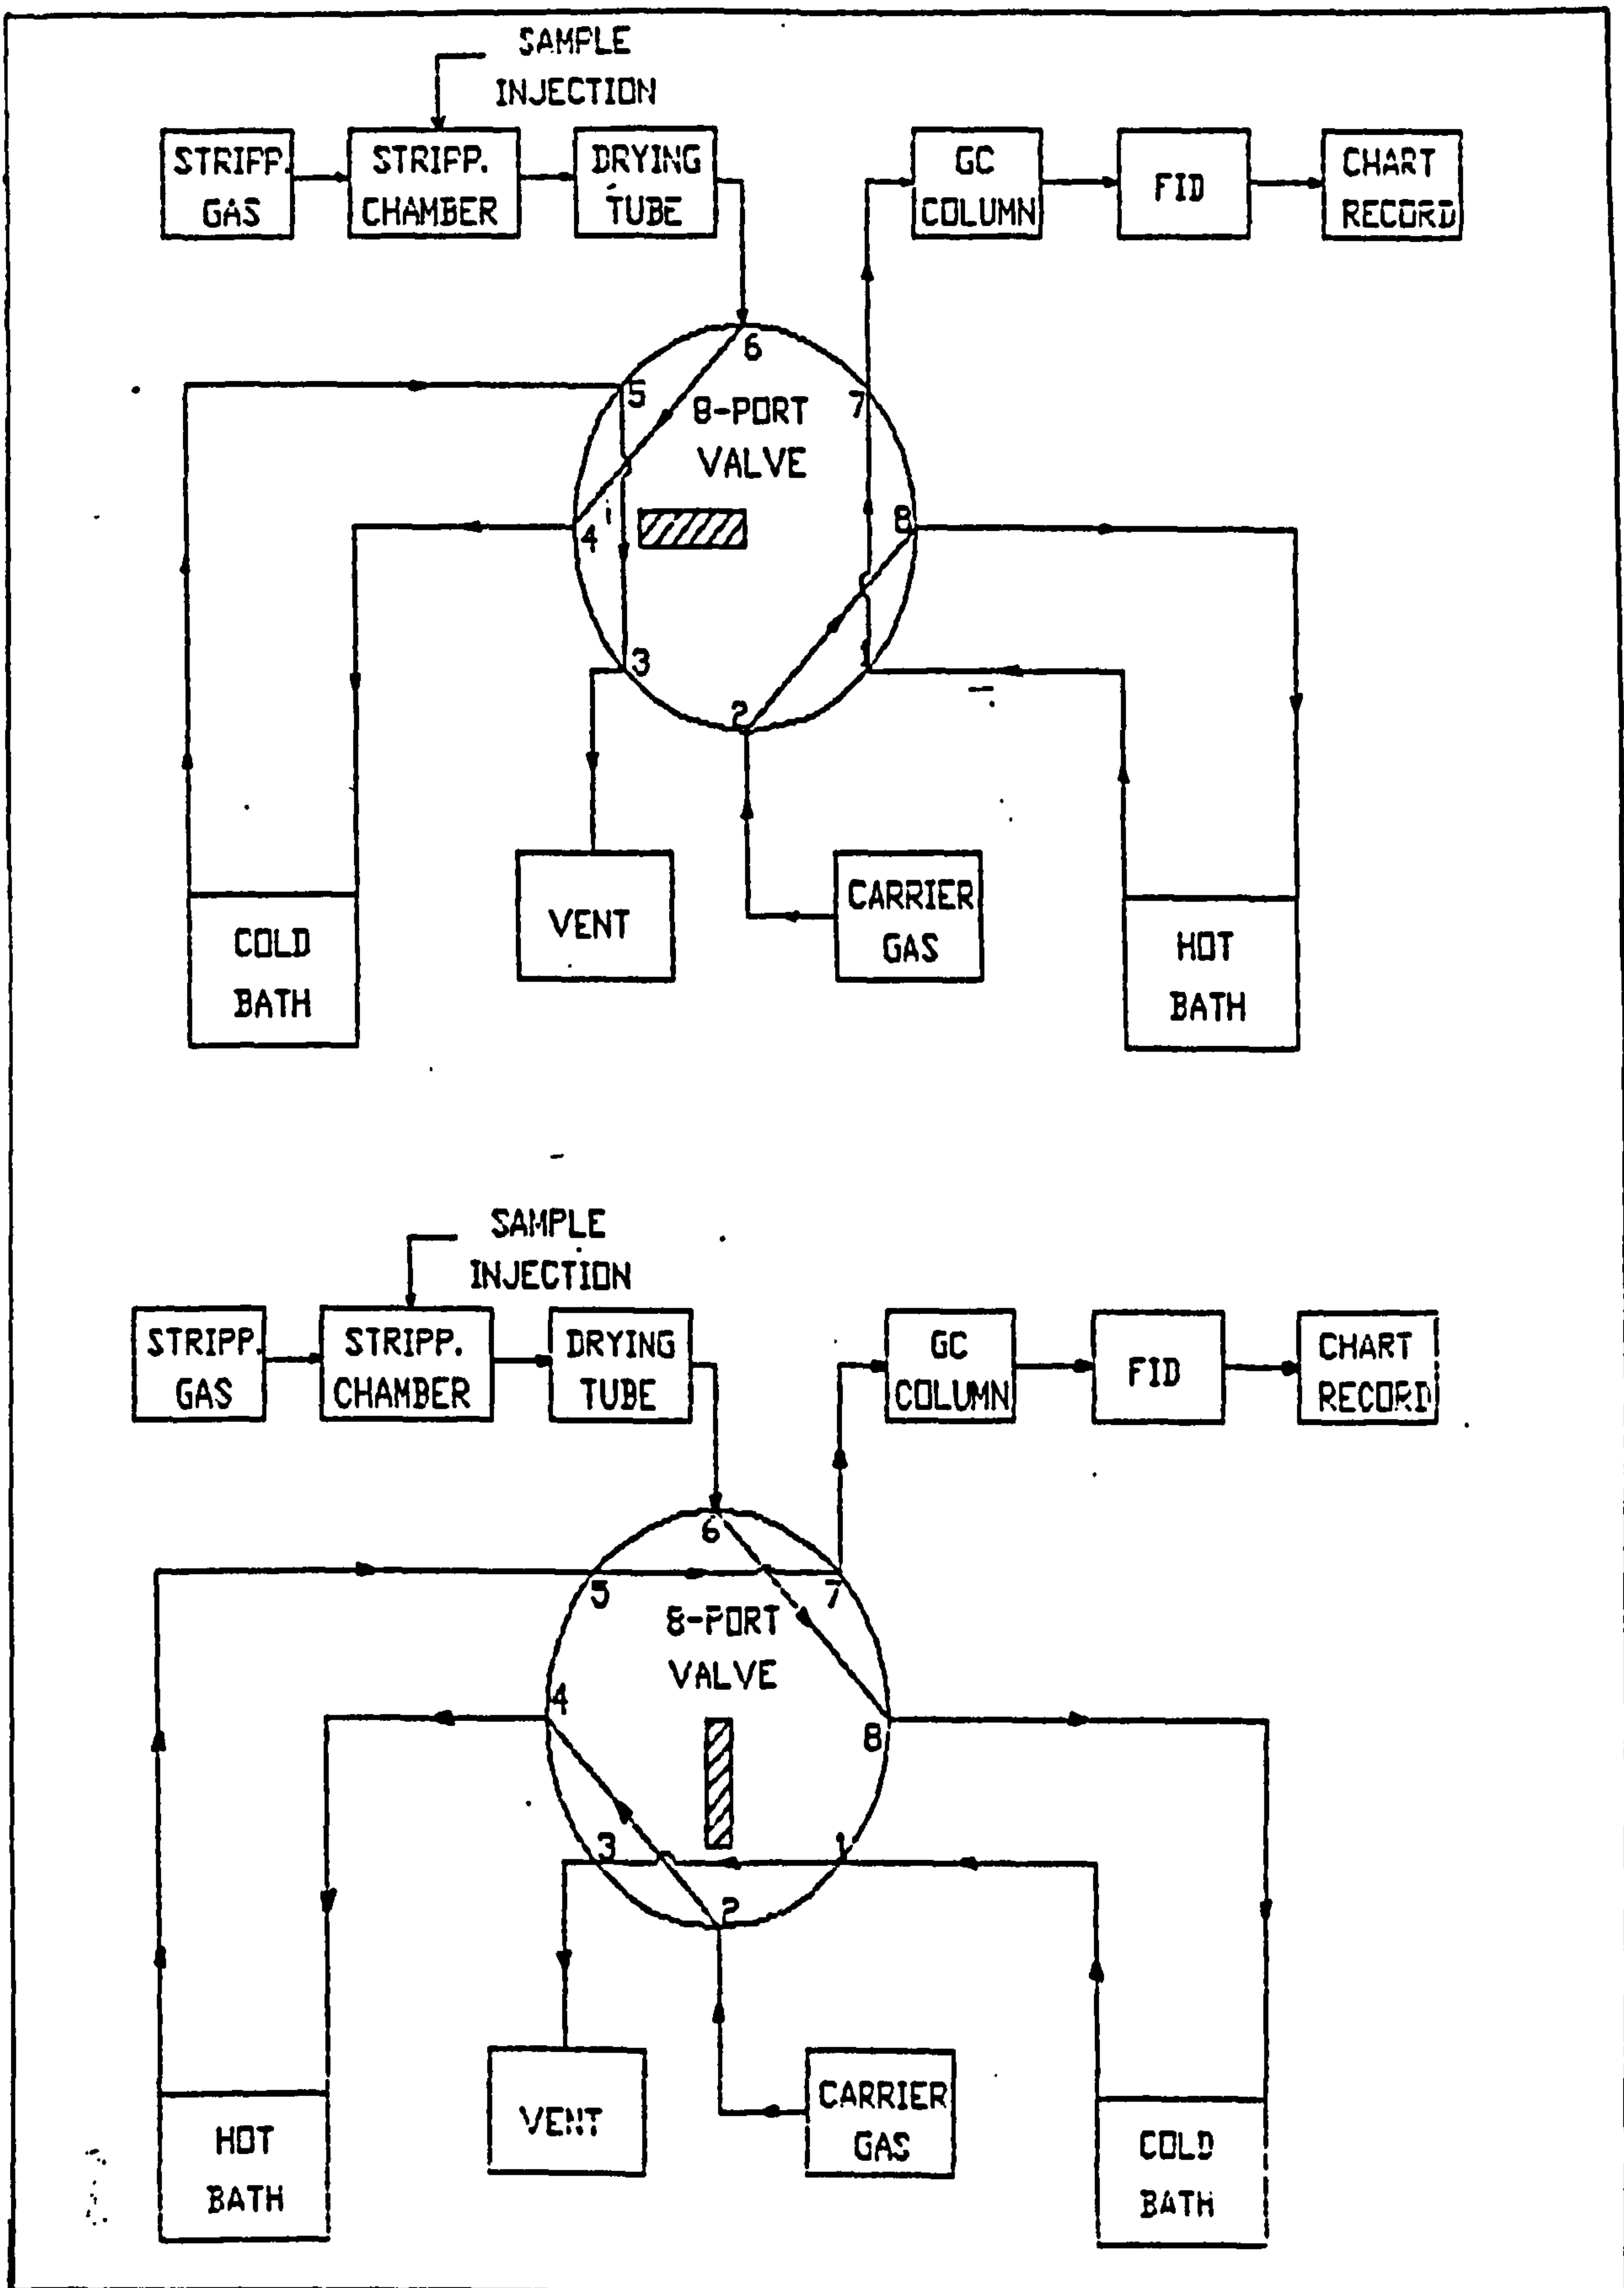 SAMPLE
INJECTION
STRIPP.
GAS
STRIPP.
CHAMBER
DRYING
TUBE
GC
COLUMN
FID
CHART
RECORD
6
5
7
8-PORT
VALVE
4
8
3
1
2
VENT
CARRIER
GAS
COLD
BATH
HOT
BATH
SAMPLE
INJECTION
STRIPP.
GAS
STRIPP.
CHAMBER
DRYING
TUBE
GC
COLUMN
FID
CHART
RECORD
6
5
7
8-PORT
VALVE
4
8
3
1
2
VENT
CARRIER
GAS
HOT
BATH
COLD
BATH